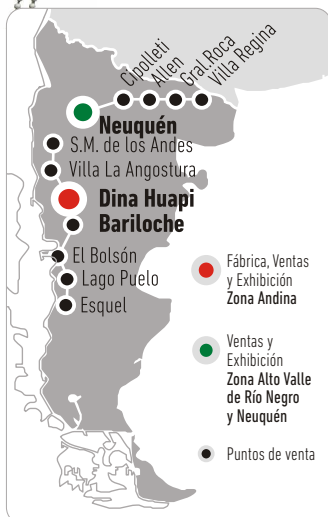 Cipolleti
Allen
Gral.Roca
Villa Regina
Neuquén
S.M. de los Andes
Villa La Angostura
Dina Huapi
Bariloche
El Bolsón
Lago Puelo
Esquel
Fábrica, Ventas
y Exhibición
Zona Andina
Ventas y
Exhibición
Zona Alto Valle
de Río Negro
y Neuquén
Puntos de venta